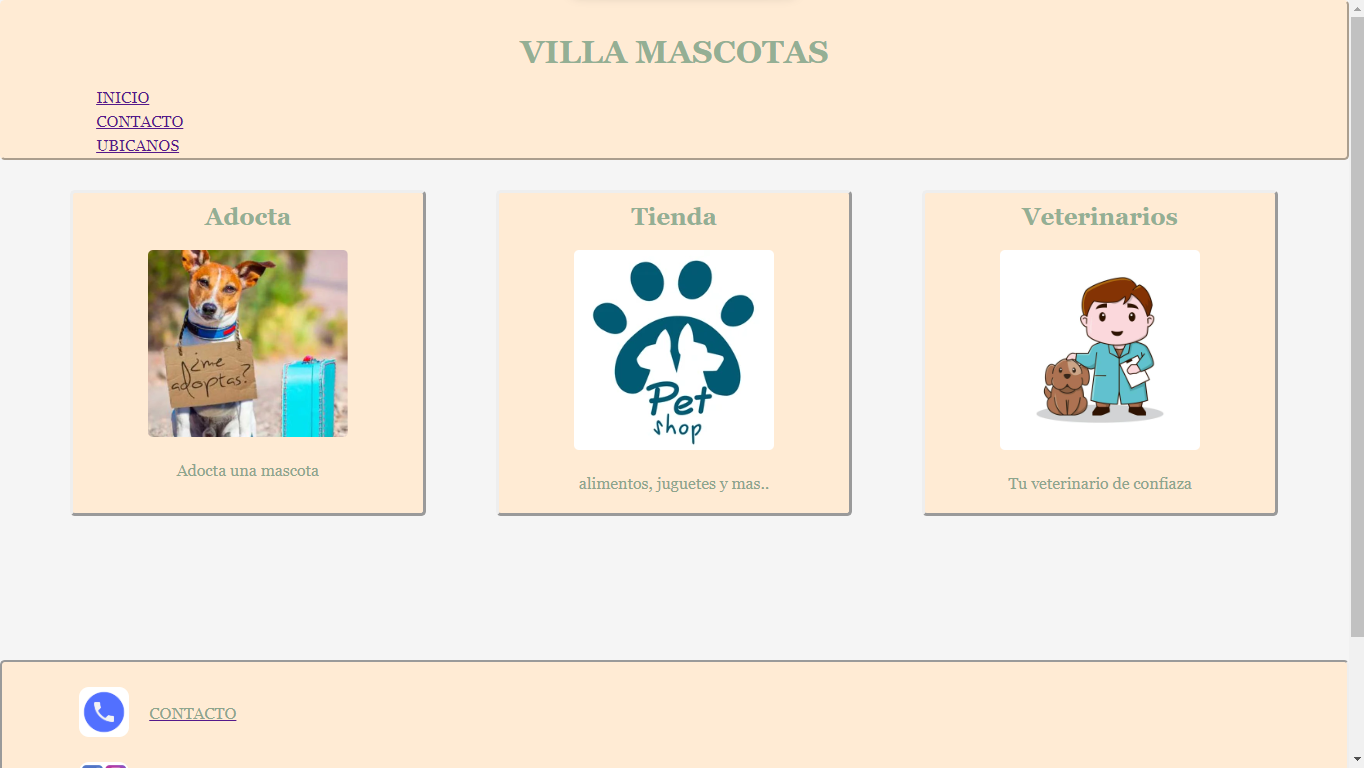 VILLA MASCOTAS
INICIO
CONTACTO
UBICANOS
Adocta
¿me
adoptas?
Adocta una mascota
Tienda
Pet
shop
alimentos, juguetes y mas..
Veterinarios
Tu veterinario de confiaza
CONTACTO